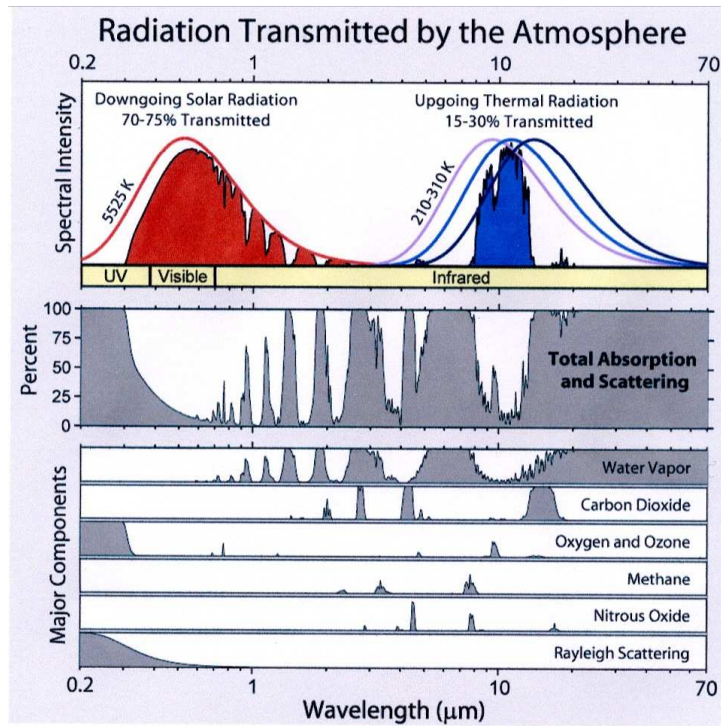 Radiation Transmitted by the Atmosphere
0.2 1 10 70
Downgoing Solar Radiation
70-75% Transmitted
Upgoing Thermal Radiation
15-30% Transmitted
Spectral Intensity
5525 K
210-310 K
UV Visible Infrared
Percent
100
75
50
25
0
Total Absorption
and Scattering
Major Components
Water Vapor
Carbon Dioxide
Oxygen and Ozone
Methane
Nitrous Oxide
Rayleigh Scattering
0.2 1 10 70
Wavelength (μm)